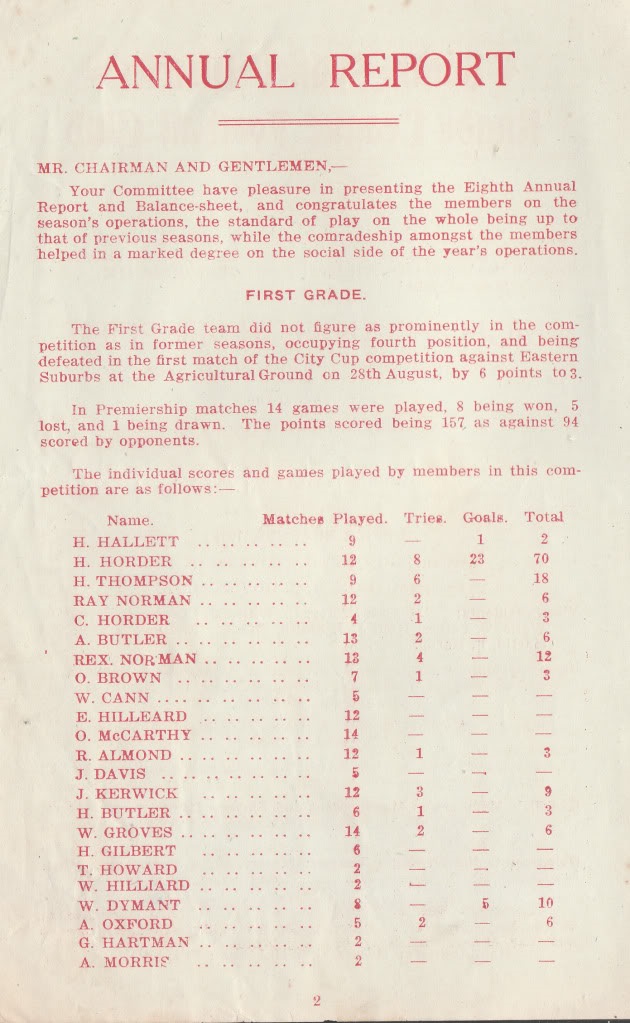 ANNUAL REPORT
MR. CHAIRMAN AND GENTLEMEN,—
Your Committee have pleasure in presenting the Eighth Annual
Report and Balance-sheet, and congratulates the members on the
season's operations, the standard of play on the whole being up to
that of previous seasons, while the comradeship amongst the members
helped in a marked degree on the social side of the year's operations.
FIRST GRADE.
The First Grade team did not figure as prominently in the com-
petition as in former seasons, occupying fourth position, and being
defeated in the first match of the City Cup competition against Eastern
Suburbs at the Agricultural Ground on 28th August, by 6 points to 3.
In Premiership matches 14 games were played, 8 being won, 5
lost, and 1 being drawn. The points scored being 157, as against 94
scored by opponents.
The individual scores and games played by members in this com-
petition are as follows:—
Name. Matches Played. Tries. Goals. Total
H. HALLETT .. .. .. .. .. .. 9 — 1 2
H. HORDER .. .. .. .. .. .. 12 8 23 70
H. THOMPSON .. .. .. .. .. .. 9 6 — 18
RAY NORMAN .. .. .. .. .. .. 12 2 — 6
C. HORDER .. .. .. .. .. .. 4 1 — 3
A. BUTLER .. .. .. .. .. .. .. 13 2 — 6
REX. NORMAN .. .. .. .. .. .. 13 4 — 12
O. BROWN .. .. .. .. .. .. .. 7 1 — 3
W. CANN .... .. .. .. .. .. .. 5 — — —
E. HILLEARD .. .. .. .. .. .. 12 — — —
O. McCARTHY .. .. .. .. .. .. 14 — — —
R. ALMOND .. .. .. .. .. .. .. 12 1 — 3
J. DAVIS .. .. .. .. .. .. .. .. 5 — — —
J. KERWICK .. .. .. .. .. .. 12 3 — 9
H. BUTLER .. .. .. .. .. .. .. 6 1 — 3
W. GROVES .. .. .. .. .. .. .. 14 2 — 6
H. GILBERT .. .. .. .. .. .. 6 — — —
T. HOWARD .. .. .. .. .. .. 2 — — —
W. HILLIARD .. .. .. .. .. .. 2 — — —
W. DYMANT .. .. .. .. .. .. 8 — 5 10
A. OXFORD .. .. .. .. .. .. 5 2 — 6
G. HARTMAN .. .. .. .. .. .. 2 — — —
A. MORRIS .. .. .. .. .. .. 2 — — —
2